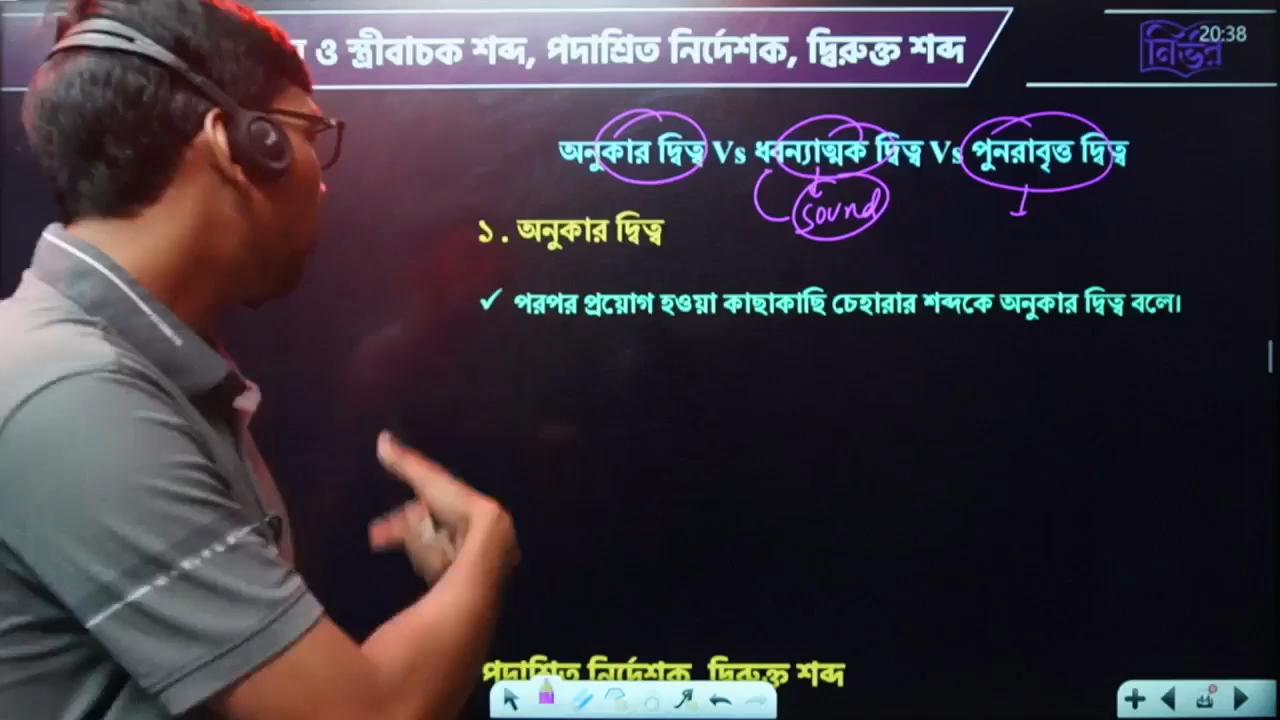 ও স্ত্রীবাচক শব্দ, পদাশ্রিত নির্দেশক, দ্বিরুক্ত শব্দ
নির্ভর
20:38
অনুকার দ্বিত্ব Vs ধ্বন্যাত্মক দ্বিত্ব Vs পুনরাবৃত্ত দ্বিত্ব
sound
১. অনুকার দ্বিত্ব
✓ পরপর প্রয়োগ হওয়া কাছাকাছি চেহারার শব্দকে অনুকার দ্বিত্ব বলে।
পদাশ্রিত নির্দেশক, দ্বিরুক্ত শব্দ